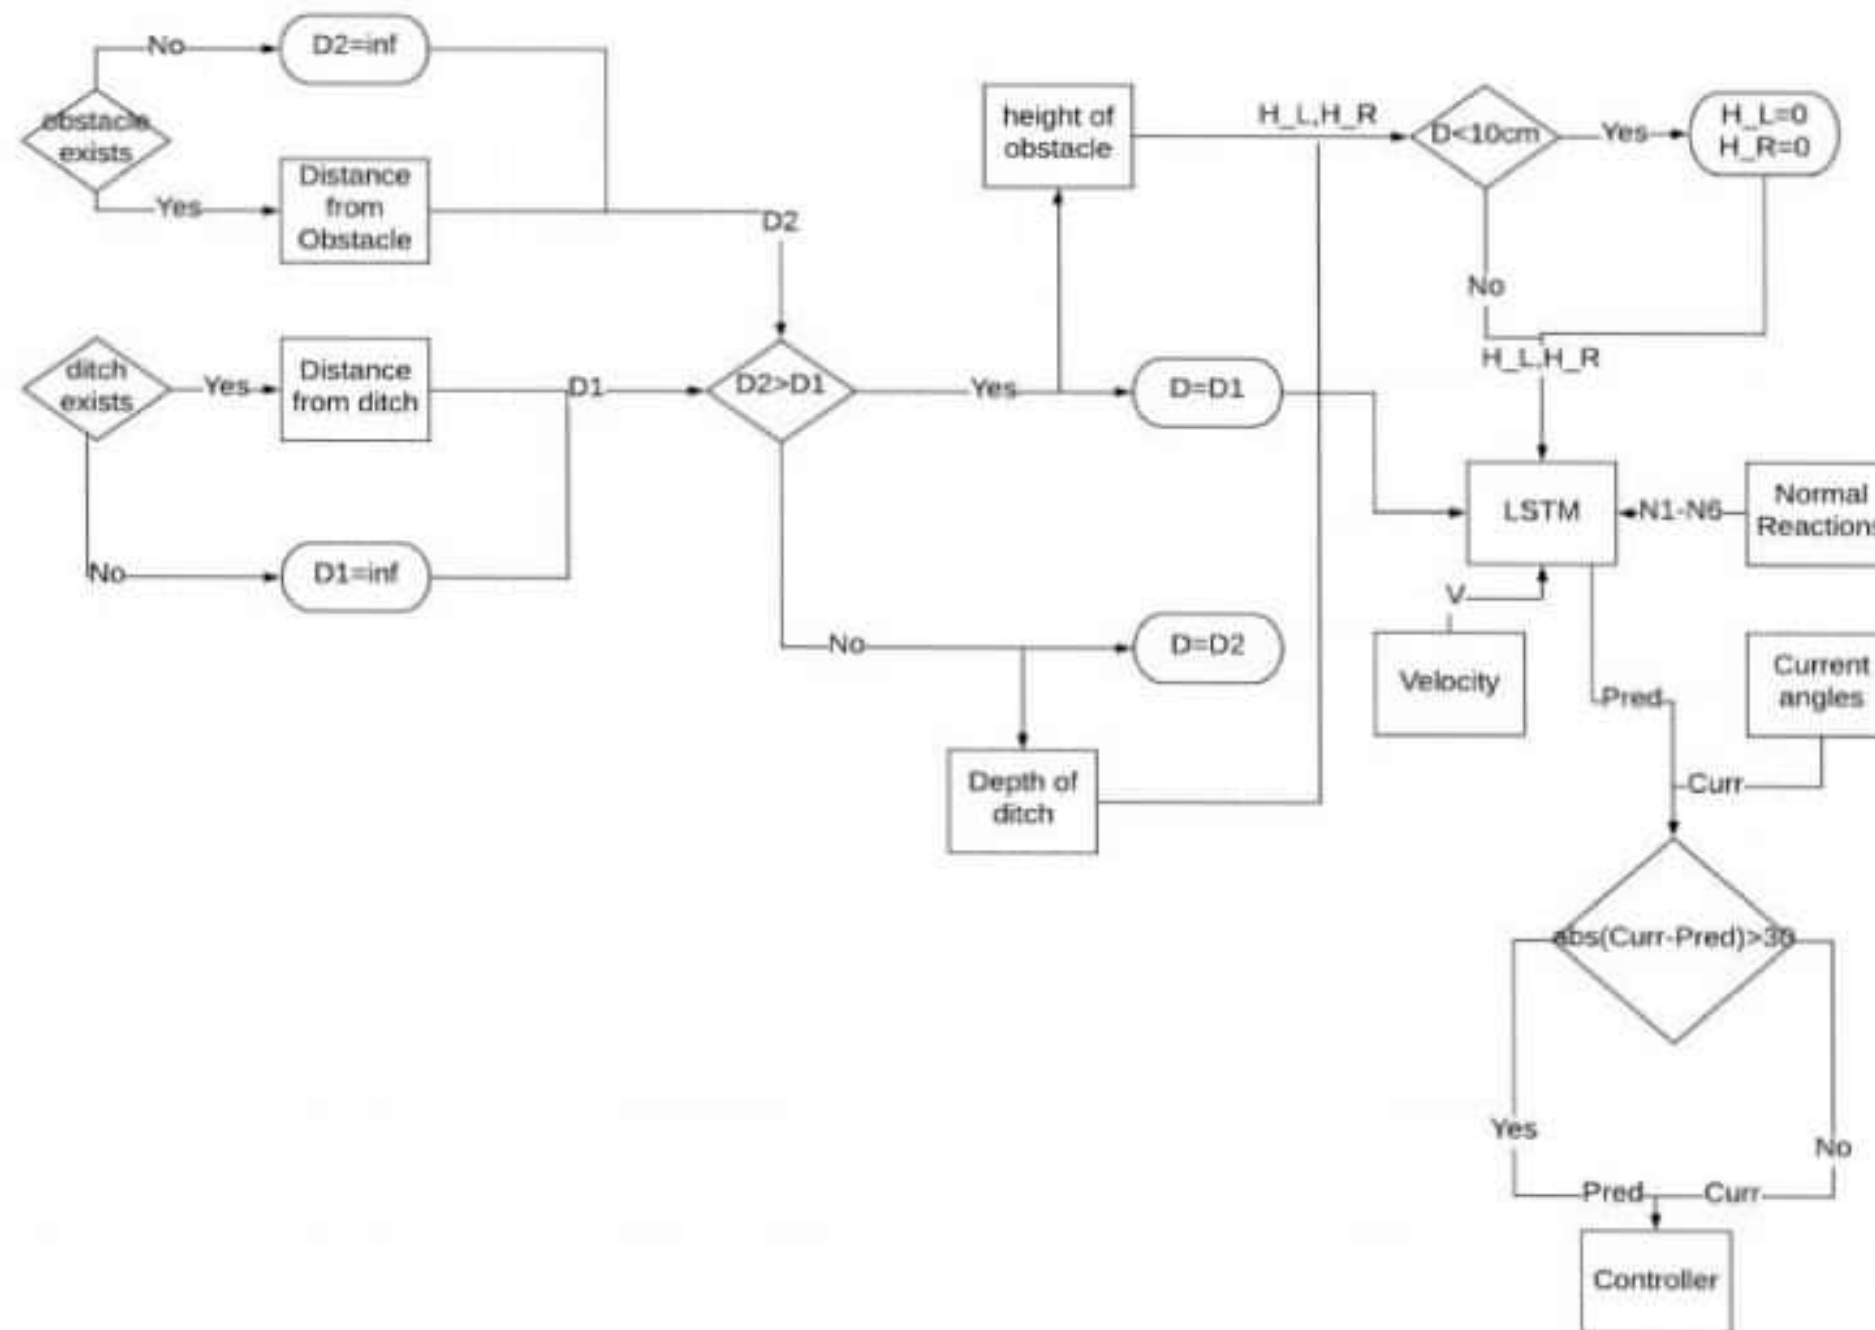 No
D2=inf
obstacle
exists
Yes
Distance
from
Obstacle
D2
ditch
exists
Yes
Distance
from ditch
D1
No
D1=inf
D2>D1
Yes
D=D1
No
D=D2
height of
obstacle
H_L,H_R
D<10cm
Yes
H_L=0
H_R=0
No
H_L,H_R
Depth of
ditch
LSTM
N1-N6
Normal
Reactions
V
Velocity
Pred
Current
angles
Curr
abs(Curr-Pred)>30
Yes
No
Pred
Curr
Controller